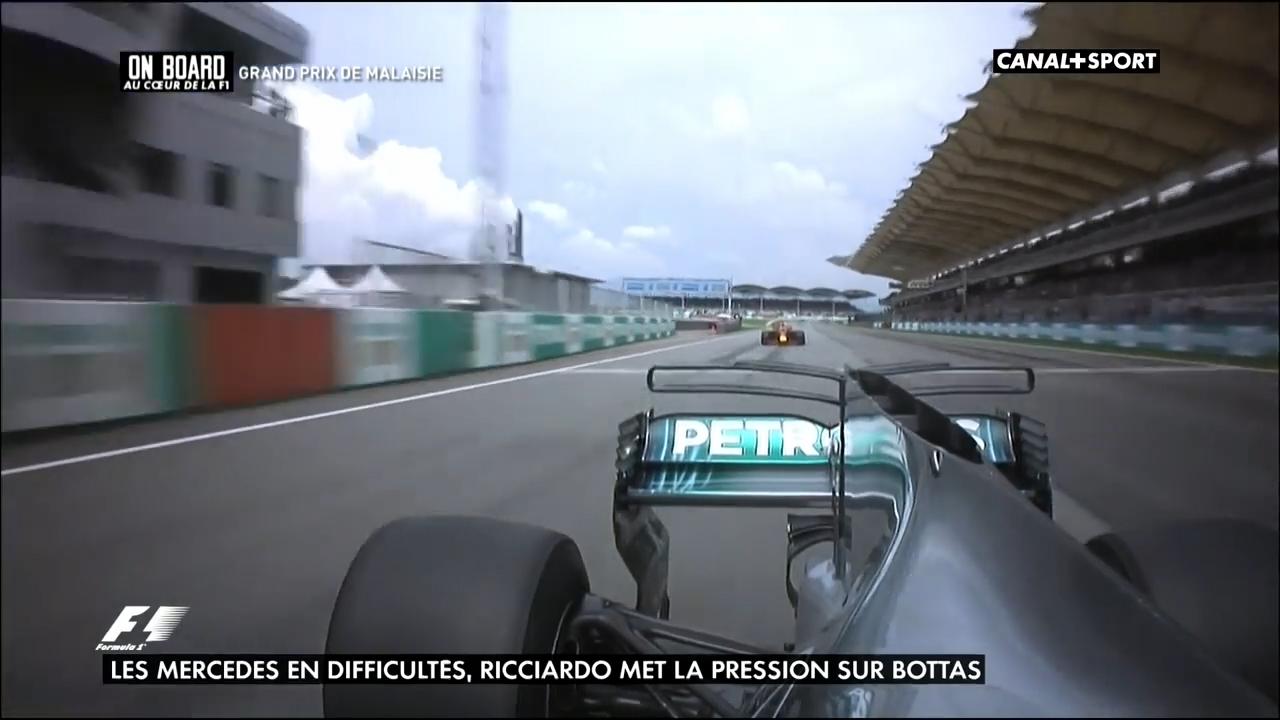 ON BOARD
AU CŒUR DE LA F1
GRAND PRIX DE MALAISIE
CANAL+SPORT
PETRO S
F1
Formula 1
LES MERCEDES EN DIFFICULTÉS, RICCIARDO MET LA PRESSION SUR BOTTAS